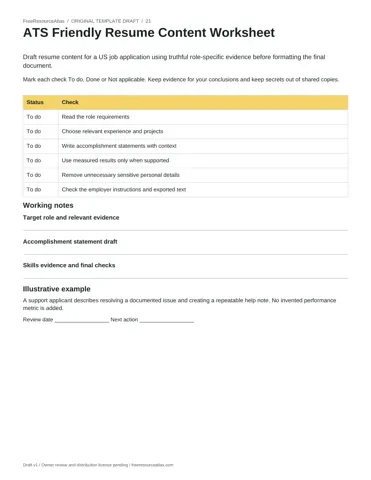 FreeResourceAtlas / ORIGINAL TEMPLATE DRAFT / 21
ATS Friendly Resume Content Worksheet
Draft resume content for a US job application using truthful role-specific evidence before formatting the final
document.
Mark each check To do, Done or Not applicable. Keep evidence for your conclusions and keep secrets out of shared copies.
Status Check
To do Read the role requirements
To do Choose relevant experience and projects
To do Write accomplishment statements with context
To do Use measured results only when supported
To do Remove unnecessary sensitive personal details
To do Check the employer instructions and exported text
Working notes
Target role and relevant evidence
Accomplishment statement draft
Skills evidence and final checks
Illustrative example
A support applicant describes resolving a documented issue and creating a repeatable help note. No invented performance
metric is added.
Review date ___________________ Next action ___________________
Draft v1 / Owner review and distribution license pending / freeresourceatlas.com